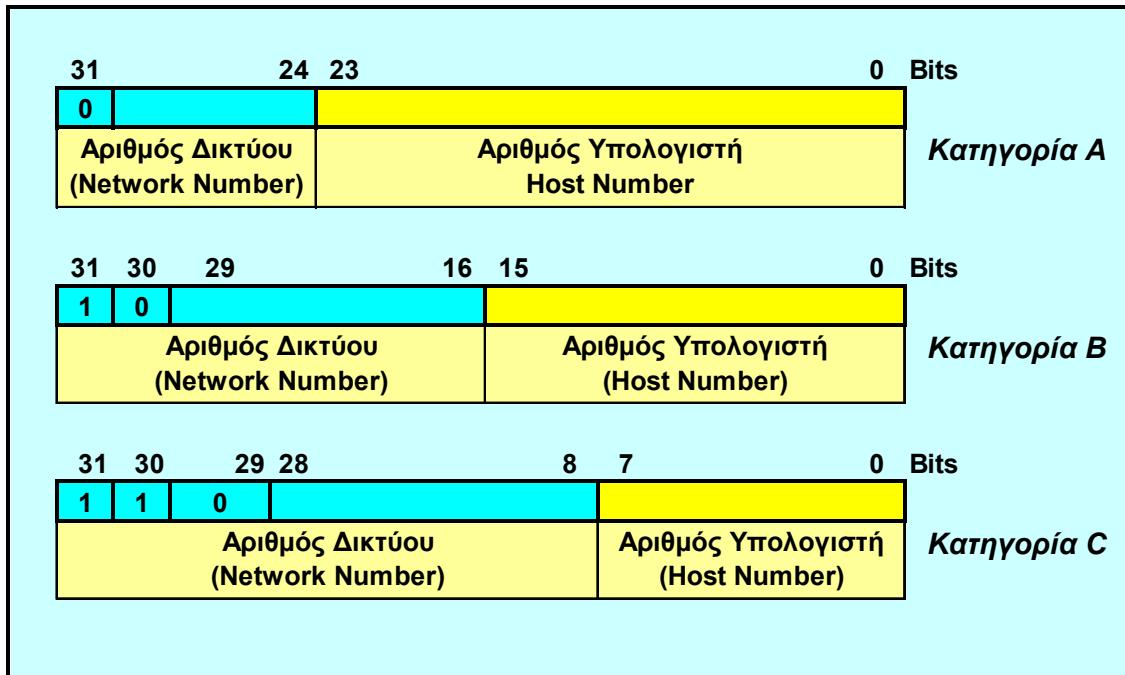 31 24 23 0 Bits
0
Αριθμός Δικτύου
(Network Number)
Αριθμός Υπολογιστή
Host Number
Κατηγορία Α
31 30 29 16 15 0 Bits
1 0
Αριθμός Δικτύου
(Network Number)
Αριθμός Υπολογιστή
(Host Number)
Κατηγορία Β
31 30 29 28 8 7 0 Bits
1 1 0
Αριθμός Δικτύου
(Network Number)
Αριθμός Υπολογιστή
(Host Number)
Κατηγορία C